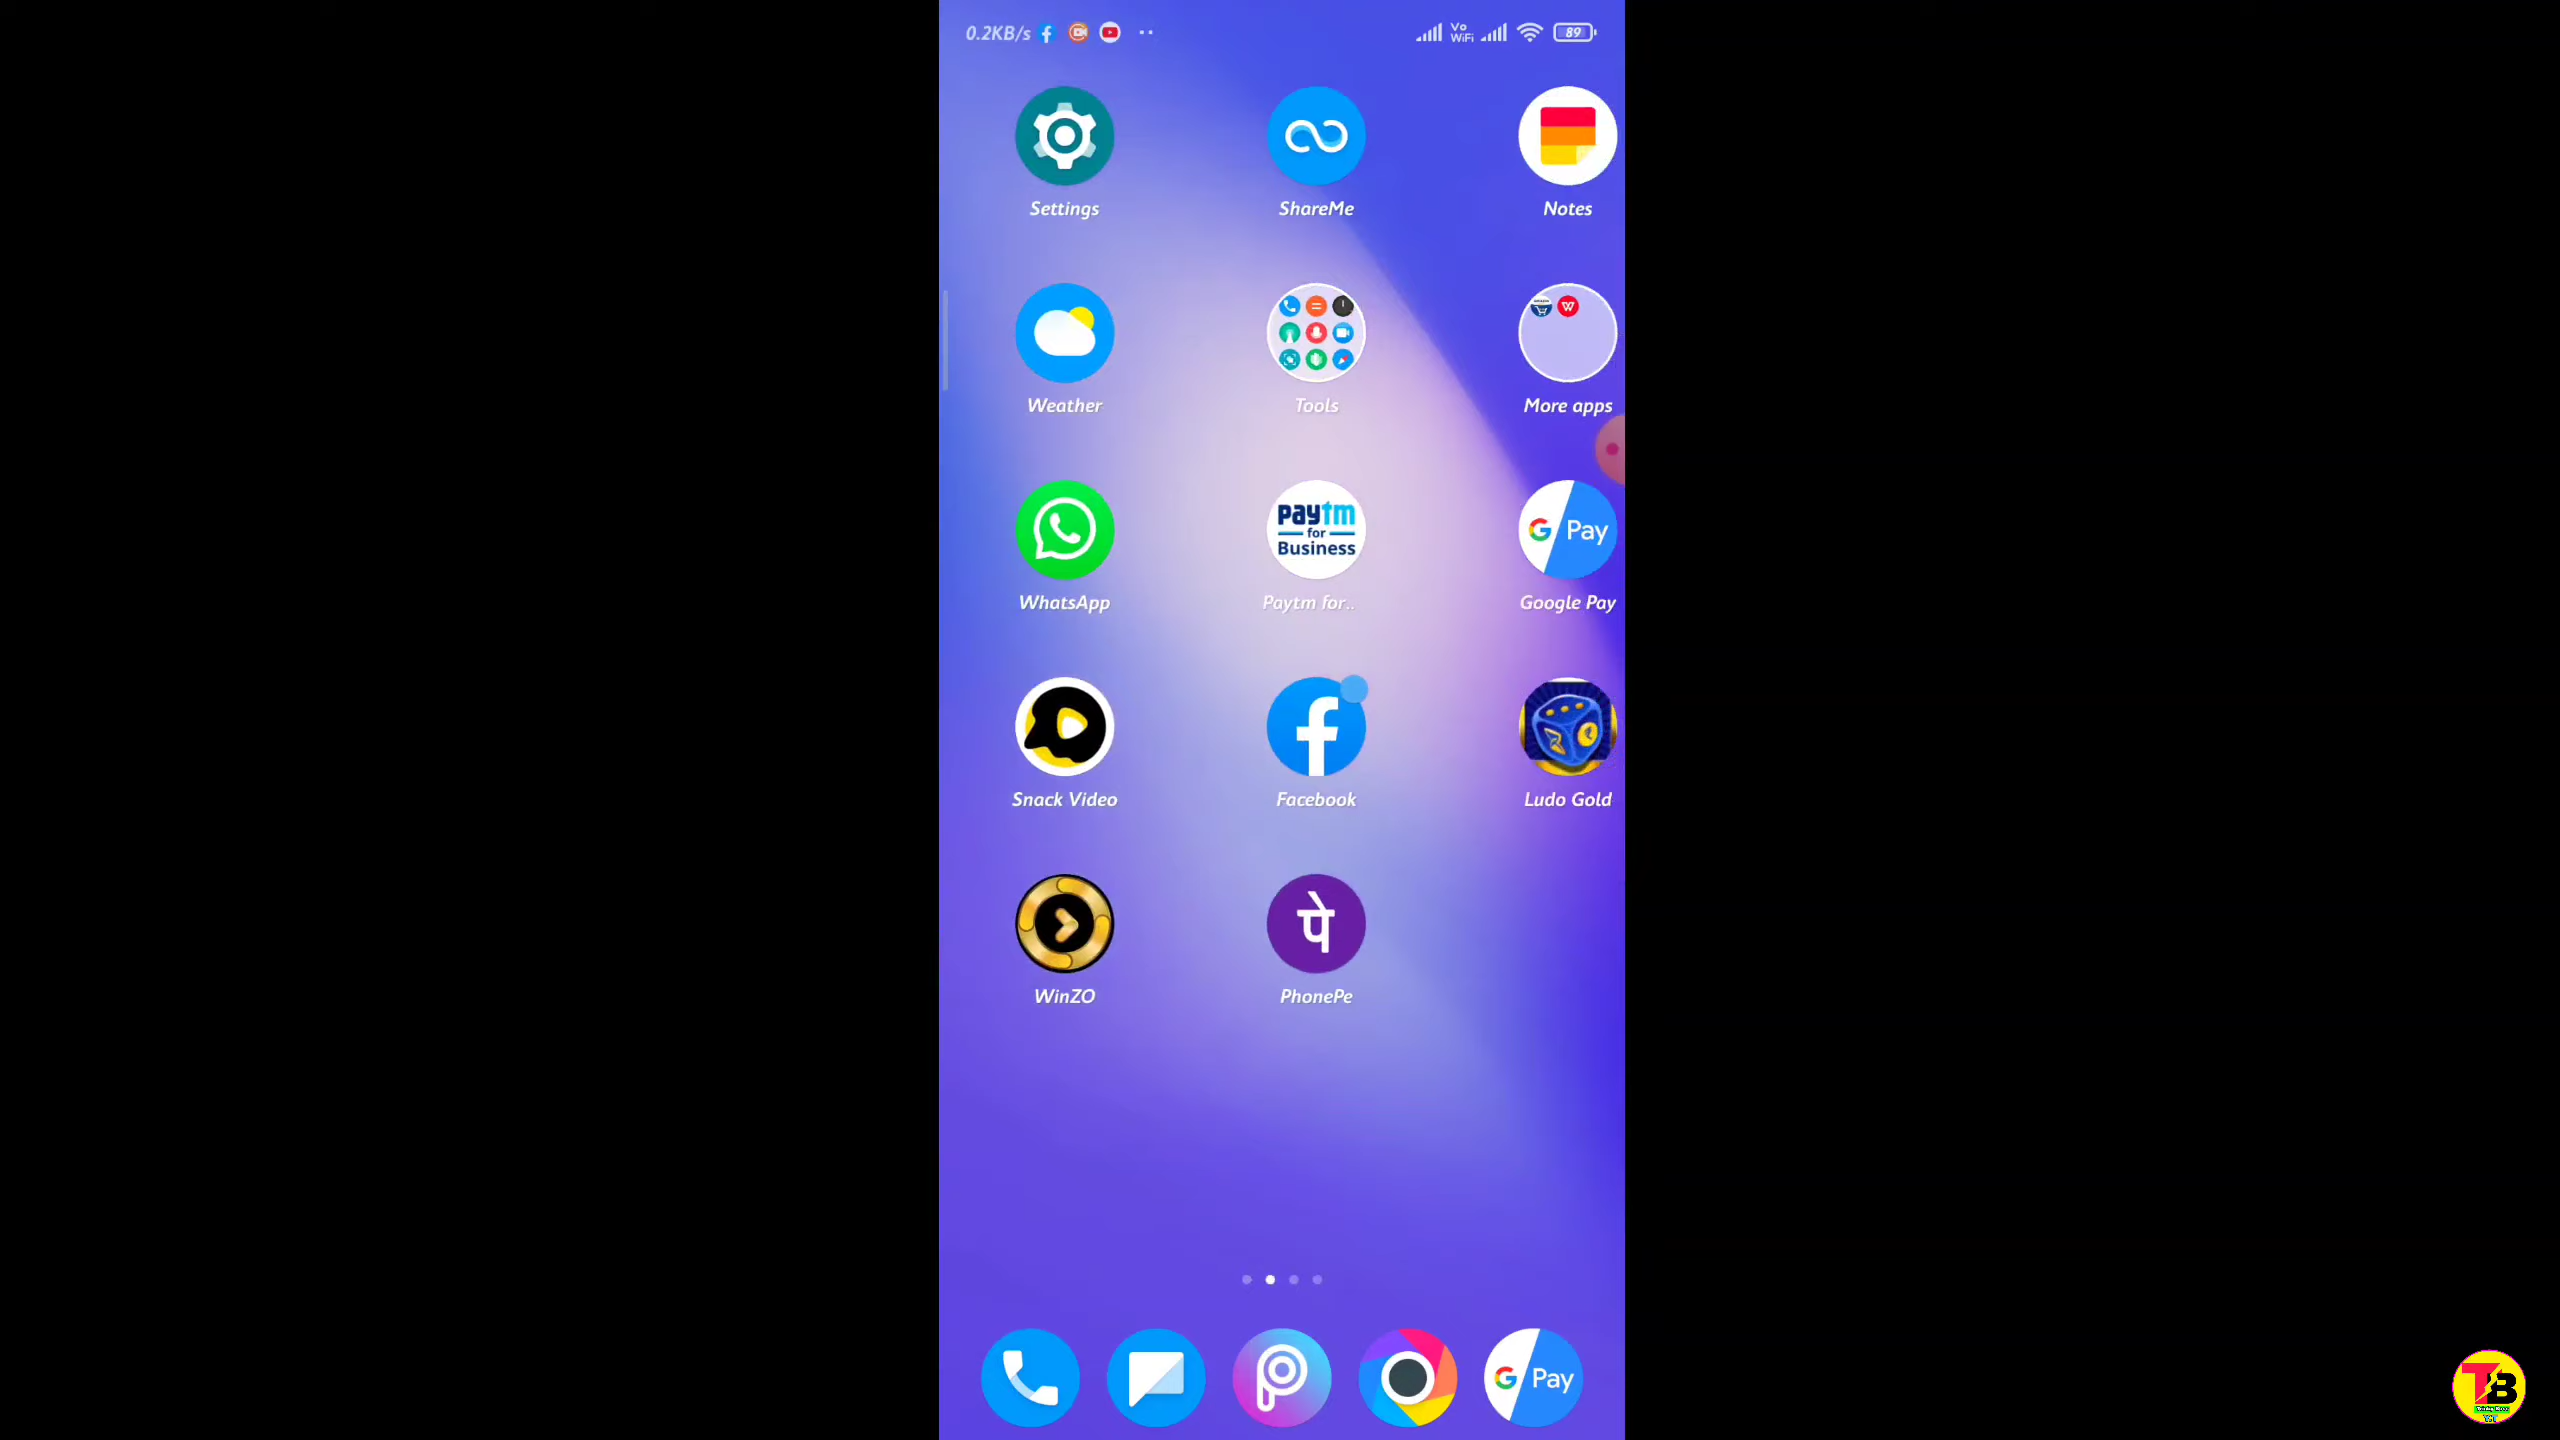 0.2KB/s
Vo
WiFi
89
Settings
ShareMe
Notes
Weather
Tools
More apps
paytm
for
Business
G Pay
WhatsApp
Paytm for..
Google Pay
Snack Video
Facebook
Ludo Gold
पे
WinZO
PhonePe
G Pay
TB